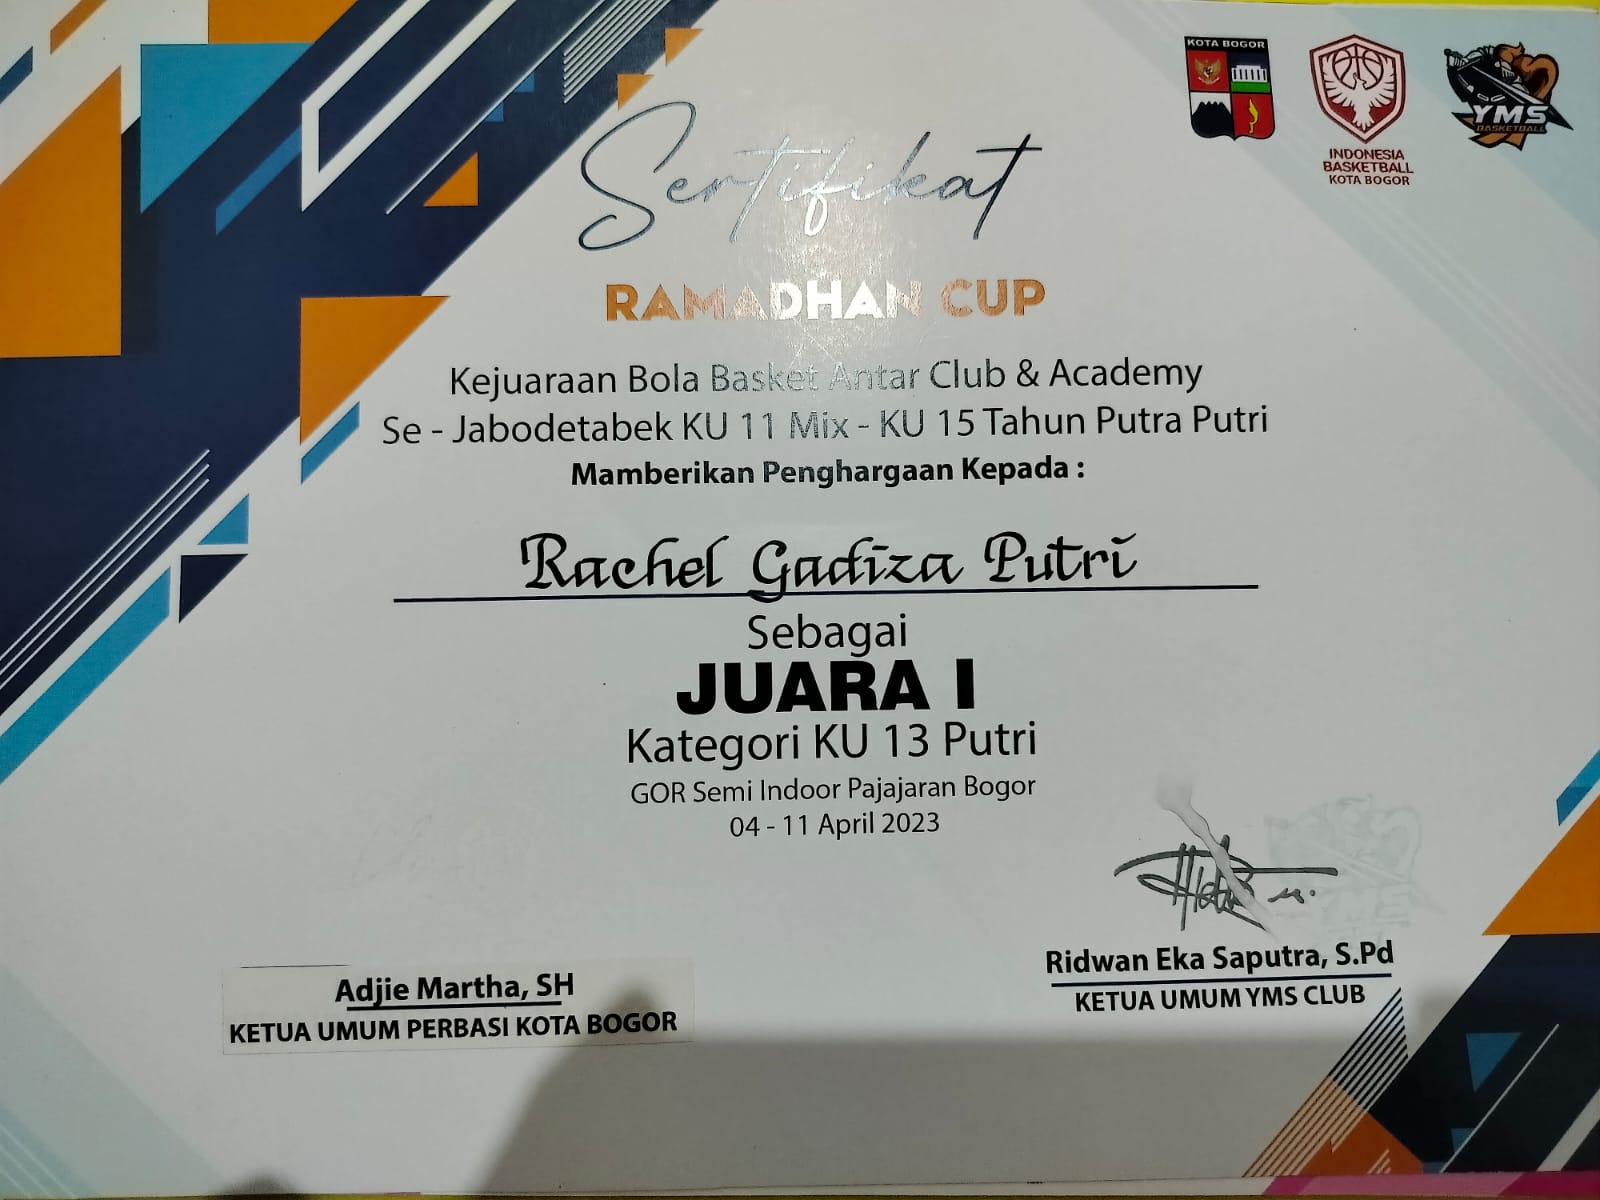 KOTA BOGOR
INDONESIA
BASKETBALL
KOTA BOGOR
YMS
BASKETBALL
Sertifikat
RAMADHAN CUP
Kejuaraan Bola Basket Antar Club & Academy
Se - Jabodetabek KU 11 Mix - KU 15 Tahun Putra Putri
Mamberikan Penghargaan Kepada :
Rachel Gadiza Putri
Sebagai
JUARA I
Kategori KU 13 Putri
GOR Semi Indoor Pajajaran Bogor
04 - 11 April 2023
Adjie Martha, SH
KETUA UMUM PERBASI KOTA BOGOR
Ridwan Eka Saputra, S.Pd
KETUA UMUM YMS CLUB